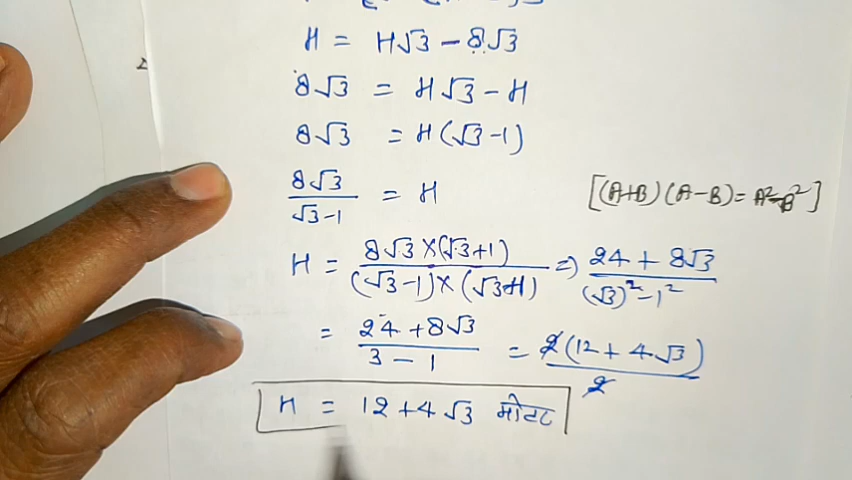 H = H√3 - 8√3
8√3 = H√3 - H
8√3 = H(√3-1)
8√3/√3-1 = H [(A+B)(A-B)=A²-B²]
H = 8√3×(√3+1)/(√3-1)×(√3+1) ⇒ 24+8√3/(√3)²-1²
= 24+8√3/3-1 = 2(12+4√3)/2
H = 12+4√3 मीटर